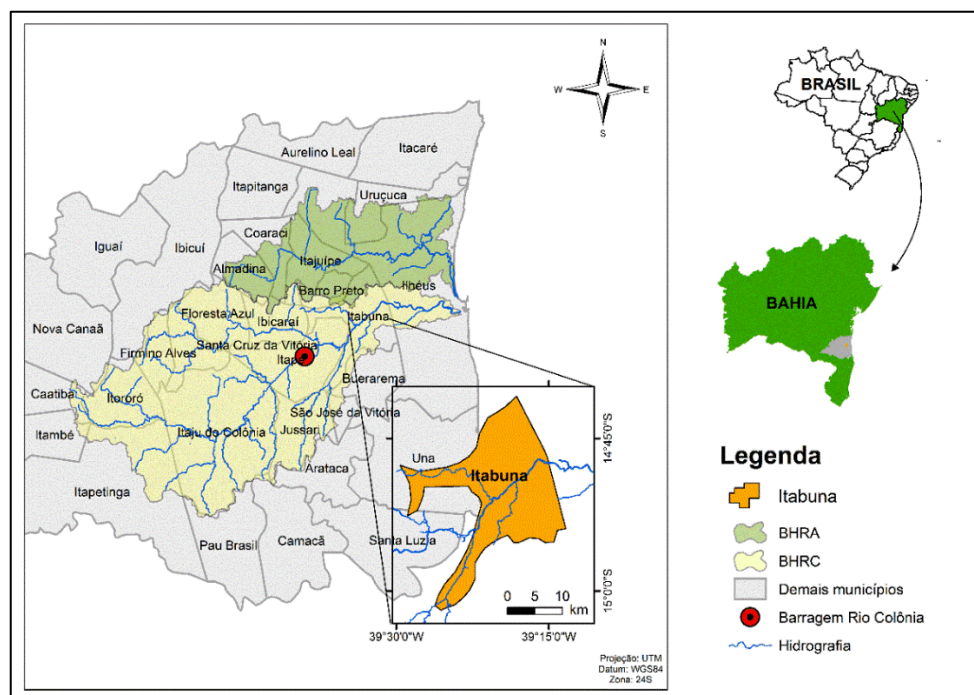 N
W
E
S
Itacaré
Aurelino Leal
Itapitanga
Uruçuca
Coaraci
Iguaí
Ibicuí
Almadina
Itajuípe
Barro Preto
Ilhéus
Floresta Azul
Ibicaraí
Itabuna
Nova Canaã
Santa Cruz da Vitória
Firmino Alves
Itapé
Buerarema
Caatiba
Itororó
São José da Vitória
Itambé
Itaju do Colônia
Jussari
Arataca
Itapetinga
Una
Pau Brasil
Camacã
Santa Luzia
Itabuna
0
5
10
km
14°45'0"S
15°0'0"S
39°30'0"W
39°15'0"W
Projeção: UTM
Datum: WGS84
Zona: 24S
BRASIL
BAHIA
Legenda
Itabuna
BHRA
BHRC
Demais municípios
Barragem Rio Colônia
Hidrografia